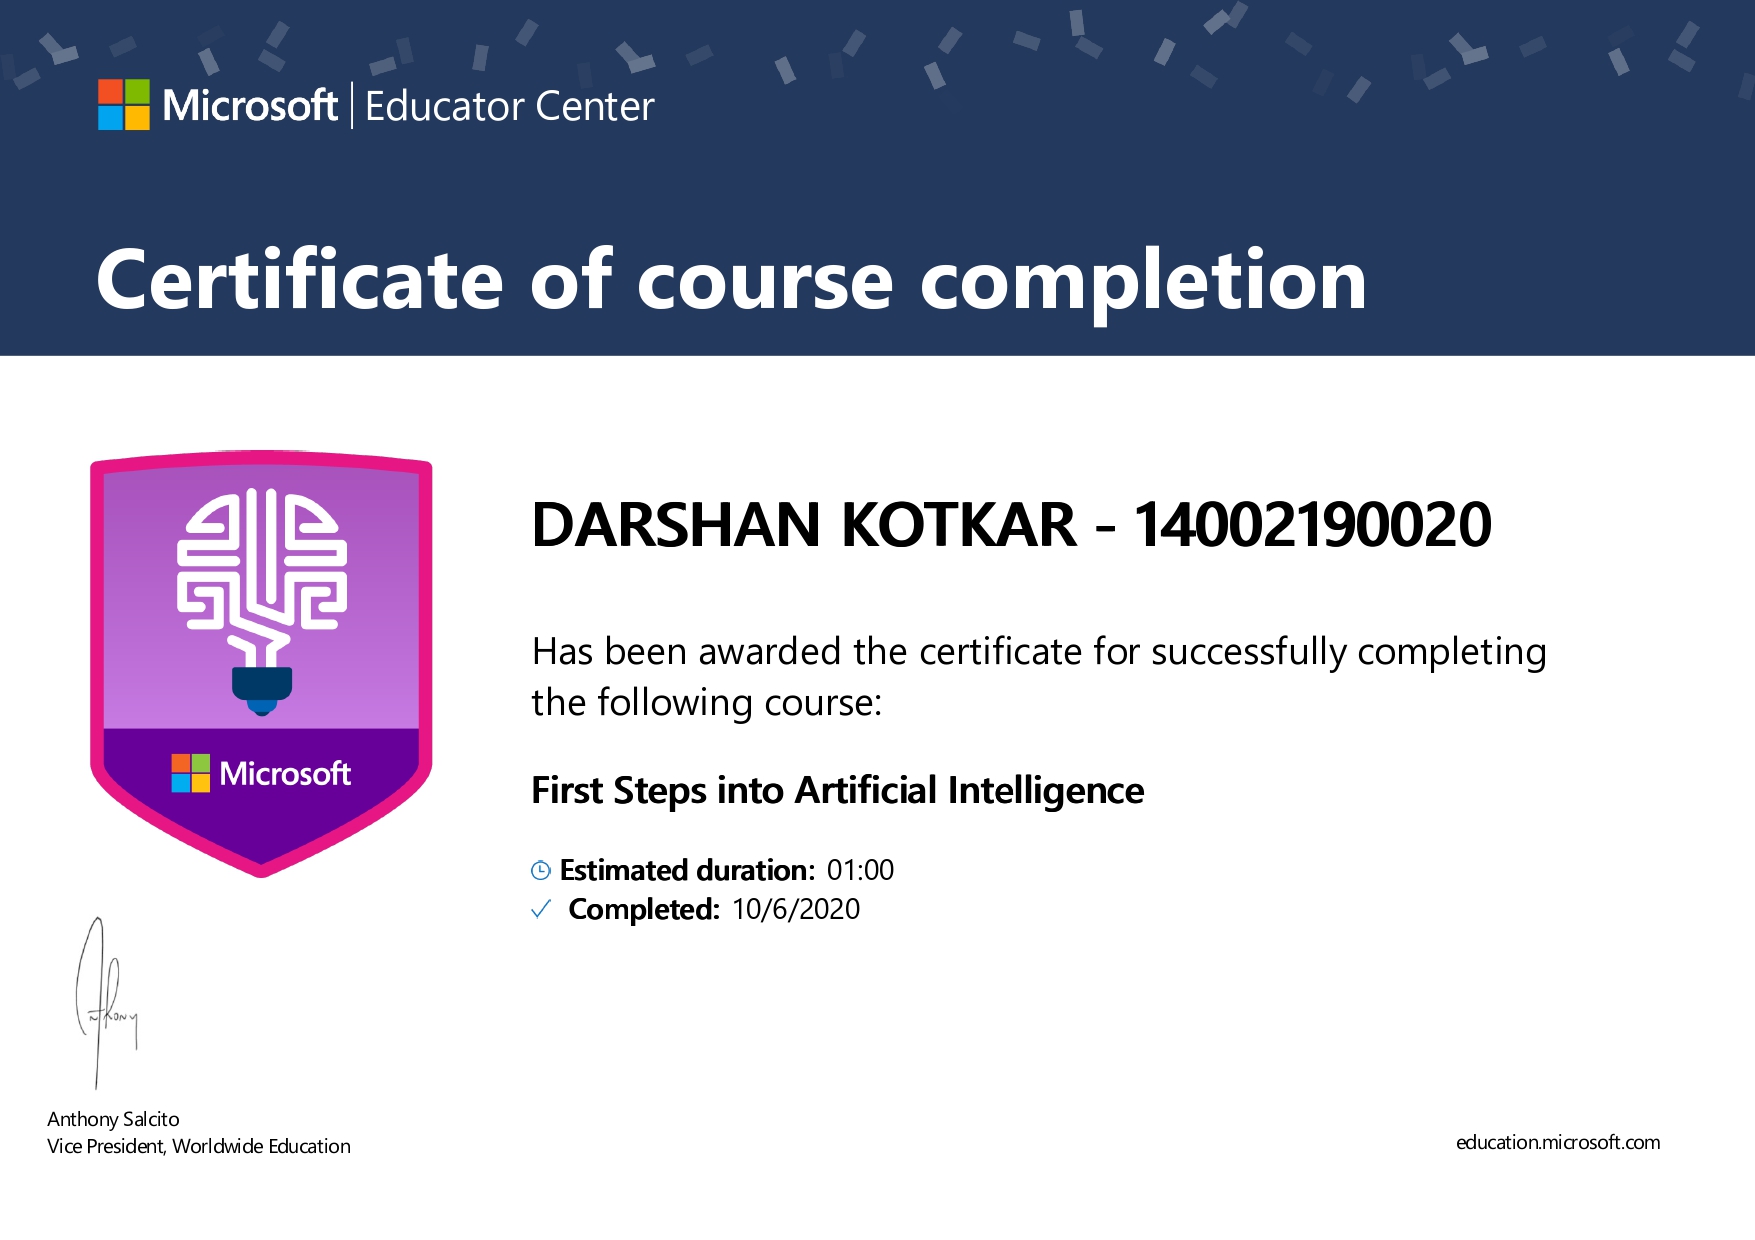 Microsoft | Educator Center
Certificate of course completion
DARSHAN KOTKAR - 14002190020
Has been awarded the certificate for successfully completing
the following course:
First Steps into Artificial Intelligence
Estimated duration: 01:00
Completed: 10/6/2020
Microsoft
Anthony
Anthony Salcito
Vice President, Worldwide Education
education.microsoft.com